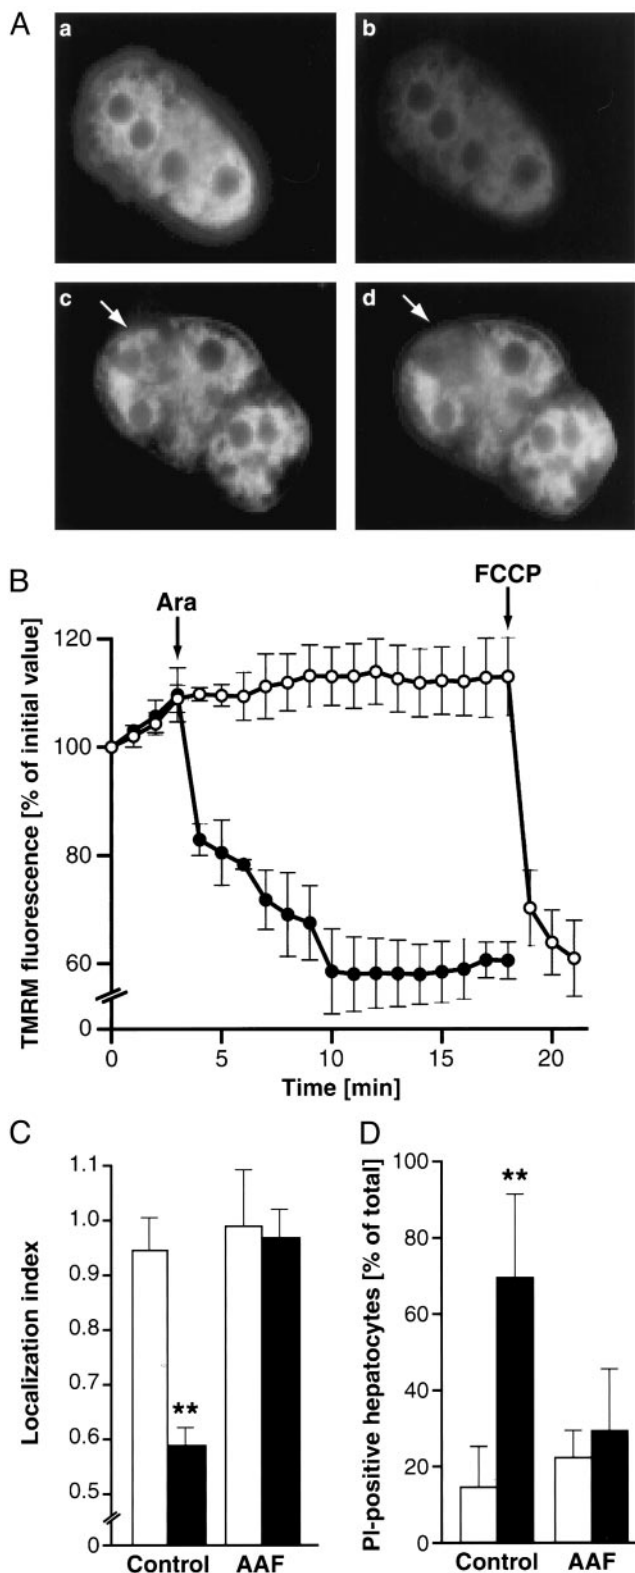 A
a
b
c
d
B
Ara
FCCP
TMRM fluorescence [% of initial value]
120
100
80
60
0
0 5 10 15 20
Time [min]
C
Localization index
1.1
1.0
0.9
0.8
0.7
0.6
0.5
0
**
Control AAF
D
PI-positive hepatocytes [% of total]
100
80
60
40
20
0
**
Control AAF